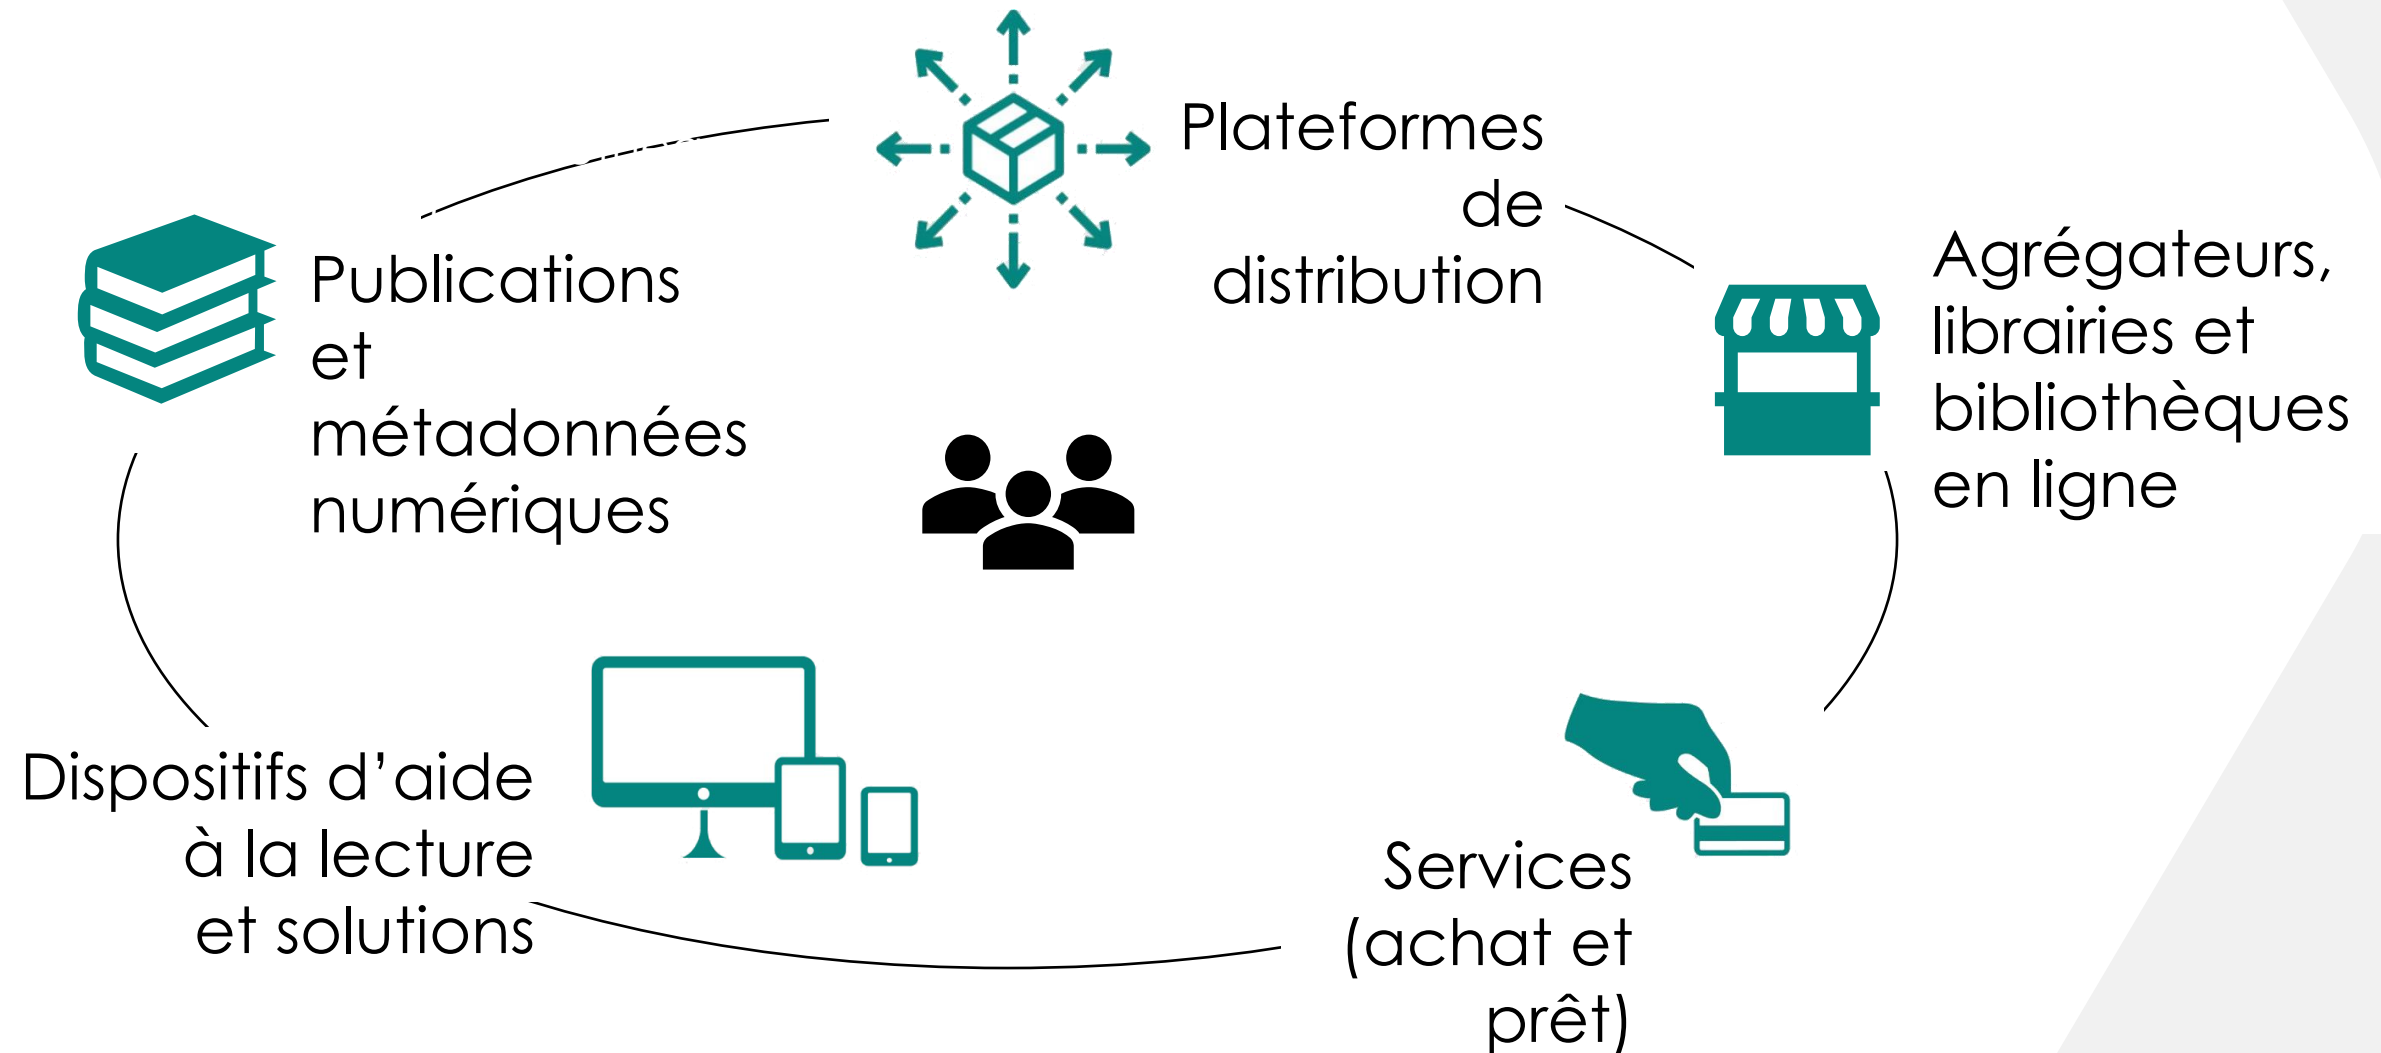 Plateformes
de
distribution
Publications
et
métadonnées
numériques
Agrégateurs,
librairies et
bibliothèques
en ligne
Dispositifs d’aide
à la lecture
et solutions
Services
(achat et
prêt)